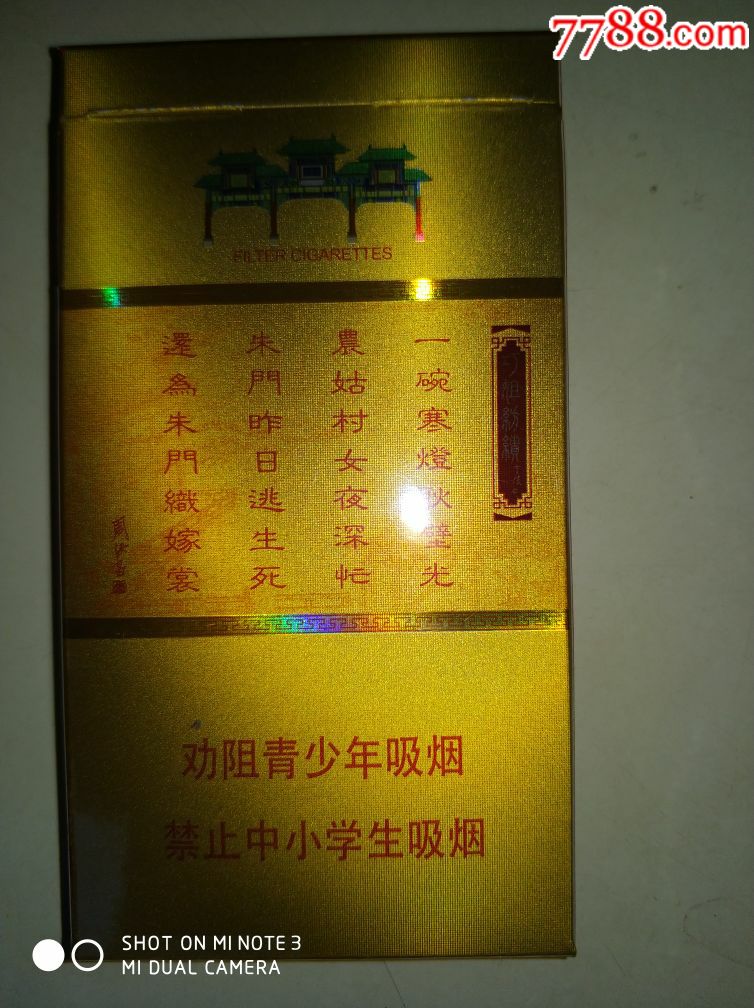 7788.com
FILTER CIGARETTES
一碗寒燈秋壁光
農姑村女夜深忙
朱門昨日逃生死
還為朱門織嫁裳
劝阻青少年吸烟
禁止中小学生吸烟
SHOT ON MI NOTE 3
MI DUAL CAMERA